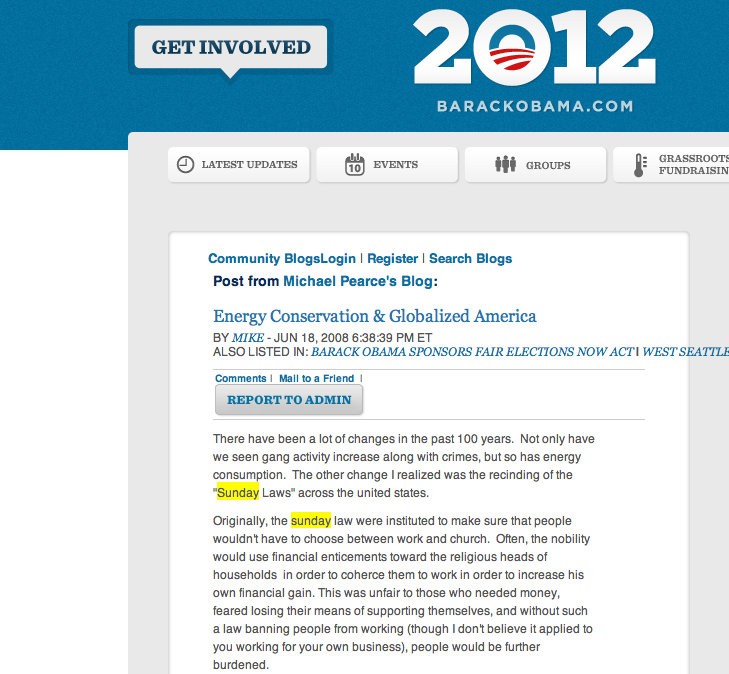 GET INVOLVED
2012
BARACKOBAMA.COM
LATEST UPDATES
10
EVENTS
GROUPS
GRASSROOTS
FUNDRAISIN
Community BlogsLogin | Register | Search Blogs
Post from Michael Pearce's Blog:
Energy Conservation & Globalized America
BY MIKE - JUN 18, 2008 6:38:39 PM ET
ALSO LISTED IN: BARACK OBAMA SPONSORS FAIR ELECTIONS NOW ACT | WEST SEATTLE
Comments | Mail to a Friend |
REPORT TO ADMIN
There have been a lot of changes in the past 100 years. Not only have
we seen gang activity increase along with crimes, but so has energy
consumption. The other change I realized was the recinding of the
"Sunday Laws" across the united states.
Originally, the sunday law were instituted to make sure that people
wouldn't have to choose between work and church. Often, the nobility
would use financial enticements toward the religious heads of
households in order to coherce them to work in order to increase his
own financial gain. This was unfair to those who needed money,
feared losing their means of supporting themselves, and without such
a law banning people from working (though I don't believe it applied to
you working for your own business), people would be further
burdened.